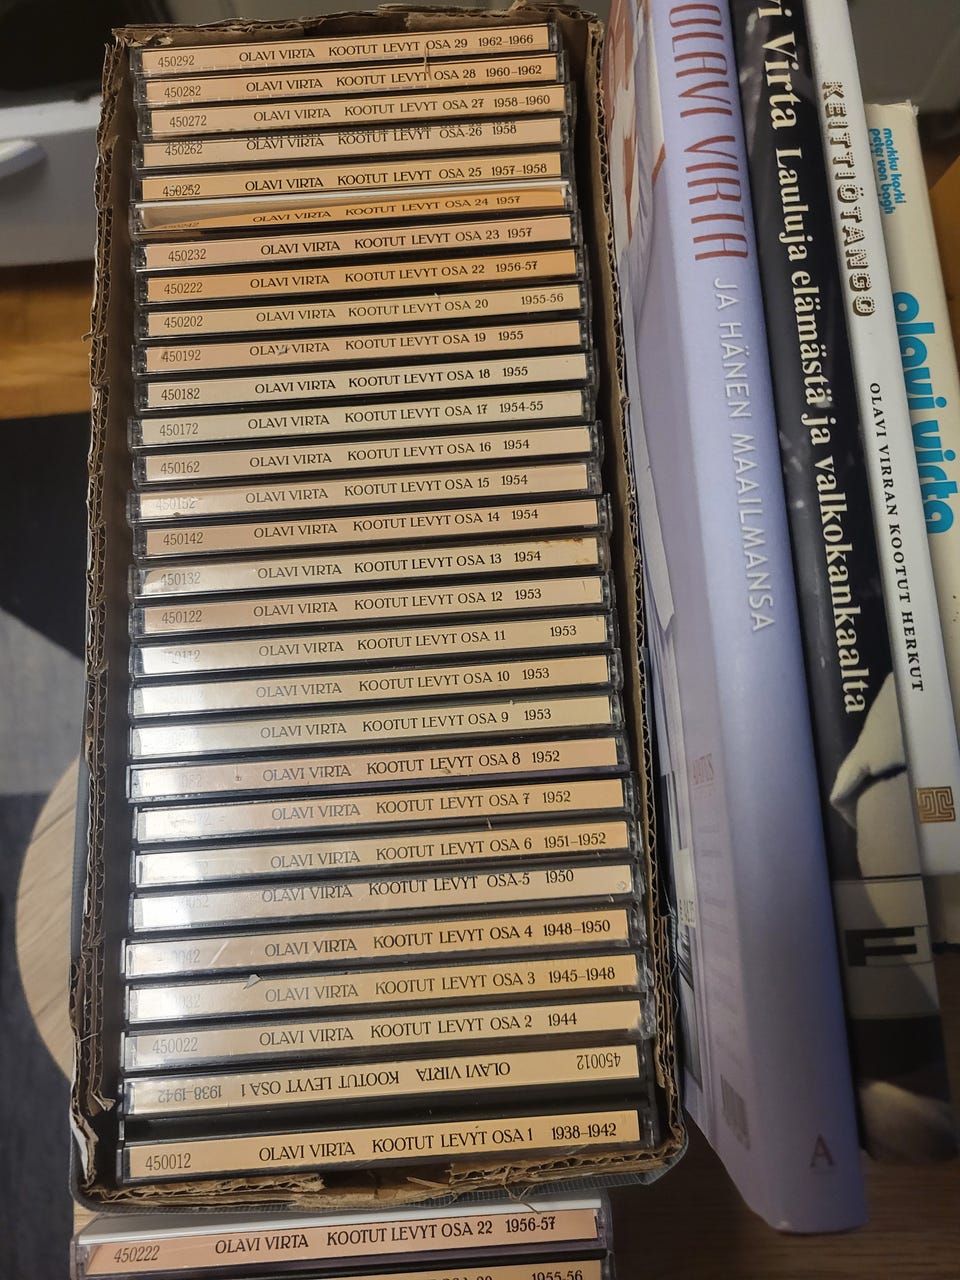 450292 OLAVI VIRTA KOOTUT LEVYT OSA 29 1962-1966
450282 OLAVI VIRTA KOOTUT LEVYT OSA 28 1960-1962
450272 OLAVI VIRTA KOOTUT LEVYT OSA 27 1958-1960
450262 OLAVI VIRTA KOOTUT LEVYT OSA 26 1958
450252 OLAVI VIRTA KOOTUT LEVYT OSA 25 1957-1958
OLAVI VIRTA KOOTUT LEVYT OSA 24 1957
450232 OLAVI VIRTA KOOTUT LEVYT OSA 23 1957
450222 OLAVI VIRTA KOOTUT LEVYT OSA 22 1956-57
450202 OLAVI VIRTA KOOTUT LEVYT OSA 20 1955-56
450192 OLAVI VIRTA KOOTUT LEVYT OSA 19 1955
450182 OLAVI VIRTA KOOTUT LEVYT OSA 18 1955
450172 OLAVI VIRTA KOOTUT LEVYT OSA 17 1954-55
450162 OLAVI VIRTA KOOTUT LEVYT OSA 16 1954
450152 OLAVI VIRTA KOOTUT LEVYT OSA 15 1954
450142 OLAVI VIRTA KOOTUT LEVYT OSA 14 1954
450132 OLAVI VIRTA KOOTUT LEVYT OSA 13 1954
450122 OLAVI VIRTA KOOTUT LEVYT OSA 12 1953
450112 OLAVI VIRTA KOOTUT LEVYT OSA 11 1953
OLAVI VIRTA KOOTUT LEVYT OSA 10 1953
OLAVI VIRTA KOOTUT LEVYT OSA 9 1953
OLAVI VIRTA KOOTUT LEVYT OSA 8 1952
OLAVI VIRTA KOOTUT LEVYT OSA 7 1952
OLAVI VIRTA KOOTUT LEVYT OSA 6 1951-1952
OLAVI VIRTA KOOTUT LEVYT OSA 5 1950
OLAVI VIRTA KOOTUT LEVYT OSA 4 1948-1950
OLAVI VIRTA KOOTUT LEVYT OSA 3 1945-1948
450022 OLAVI VIRTA KOOTUT LEVYT OSA 2 1944
450012 OLAVI VIRTA KOOTUT LEVYT OSA 1 1938-1942
450012 OLAVI VIRTA KOOTUT LEVYT OSA 1 1938-1942
450222 OLAVI VIRTA KOOTUT LEVYT OSA 22 1956-57
1955-56
OLAVI VIRTA JA HÄNEN MAAILMANSA
A
Virta Lauluja elämästä ja valkokankaalta
KEITTIÖTANGO
OLAVI VIRRAN KOOTUT HERKUT
markku koski
peter von bagh
olavi virta